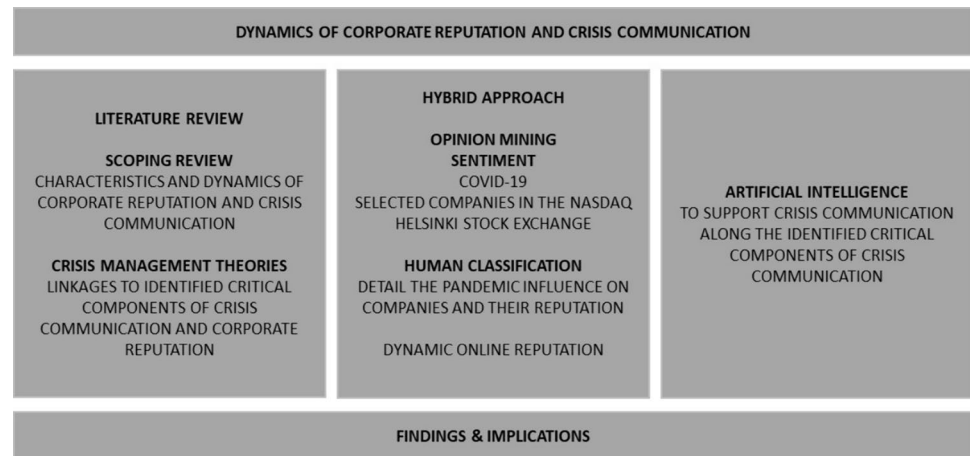 DYNAMICS OF CORPORATE REPUTATION AND CRISIS COMMUNICATION
LITERATURE REVIEW
SCOPING REVIEW
CHARACTERISTICS AND DYNAMICS OF
CORPORATE REPUTATION AND CRISIS
COMMUNICATION
CRISIS MANAGEMENT THEORIES
LINKAGES TO IDENTIFIED CRITICAL
COMPONENTS OF CRISIS
COMMUNICATION AND CORPORATE
REPUTATION
HYBRID APPROACH
OPINION MINING
SENTIMENT
COVID-19
SELECTED COMPANIES IN THE NASDAQ
HELSINKI STOCK EXCHANGE
HUMAN CLASSIFICATION
DETAIL THE PANDEMIC INFLUENCE ON
COMPANIES AND THEIR REPUTATION
DYNAMIC ONLINE REPUTATION
ARTIFICIAL INTELLIGENCE
TO SUPPORT CRISIS COMMUNICATION
ALONG THE IDENTIFIED CRITICAL
COMPONENTS OF CRISIS
COMMUNICATION
FINDINGS & IMPLICATIONS